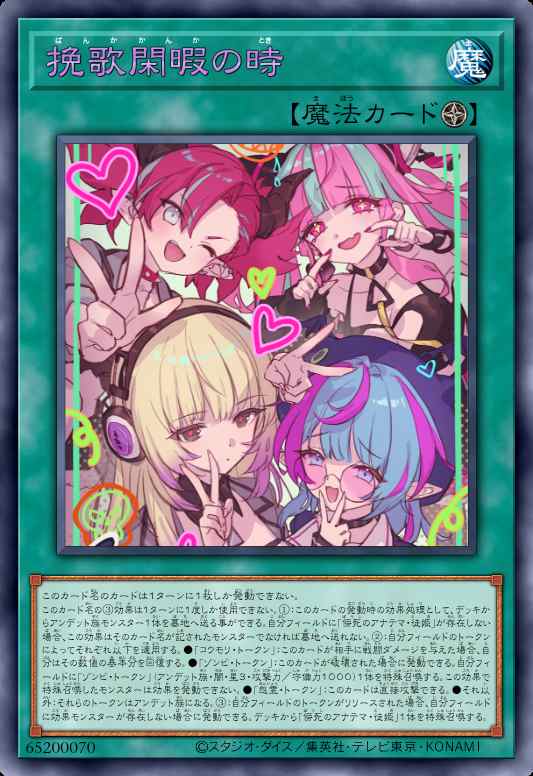 挽歌閑暇の時
【魔法カード】
このカード名のカードは1ターンに1枚しか発動できない。
このカード名の③効果は1ターンに1度しか使用できない。①：このカードの発動時の効果処理として、デッキか
らアンデット族モンスター1体を墓地へ送る事ができる。自分フィールドに「傷死のアナテマ・徒姫」が存在しない
場合、この効果はそのカード名が記されたモンスターでなければ墓地へ送れない。②：自分フィールドのトークン
によってそれぞれ以下を適用する。●「コウモリ・トークン」：このカードが相手に戦闘ダメージを与えた場合、自
分はその数値の基本分を回復する。●「ゾンビ・トークン」：このカードが破壊された場合に発動できる。自分フィー
ルドに「ゾンビ・トークン」（アンデット族・闇・星3・攻撃力／守備力1000）1体を特殊召喚する。この効果で
特殊召喚したモンスターは効果を発動できない。●「怨霊・トークン」：このカードは直接攻撃できる。●それ以
外：それらのトークンはアンデット族になる。③：自分フィールドのトークンがリリースされた場合、自分フィールド
に効果モンスターが存在しない場合に発動できる。デッキから「傷死のアナテマ・徒姫」1体を特殊召喚する。
65200070
©スタジオ・ダイス／集英社・テレビ東京・KONAMI